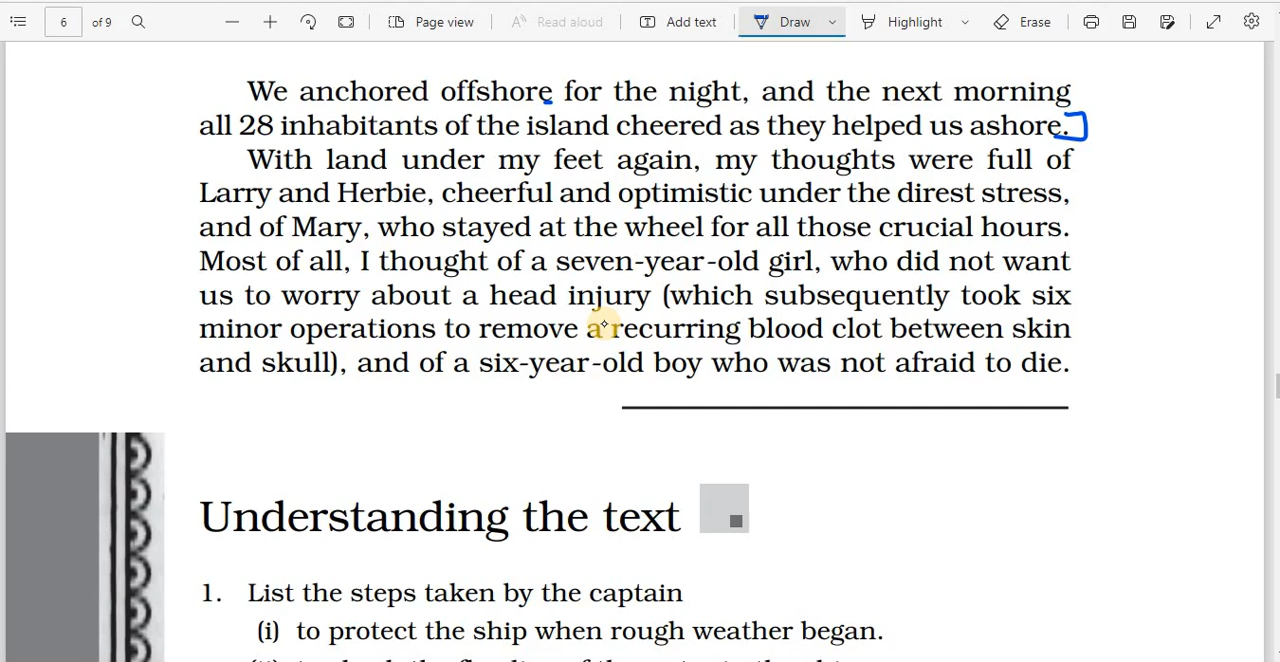 6 of 9 Page view Read aloud Add text Draw Highlight Erase
We anchored offshore for the night, and the next morning
all 28 inhabitants of the island cheered as they helped us ashore.
With land under my feet again, my thoughts were full of
Larry and Herbie, cheerful and optimistic under the direst stress,
and of Mary, who stayed at the wheel for all those crucial hours.
Most of all, I thought of a seven-year-old girl, who did not want
us to worry about a head injury (which subsequently took six
minor operations to remove a recurring blood clot between skin
and skull), and of a six-year-old boy who was not afraid to die.
Understanding the text
1. List the steps taken by the captain
(i) to protect the ship when rough weather began.